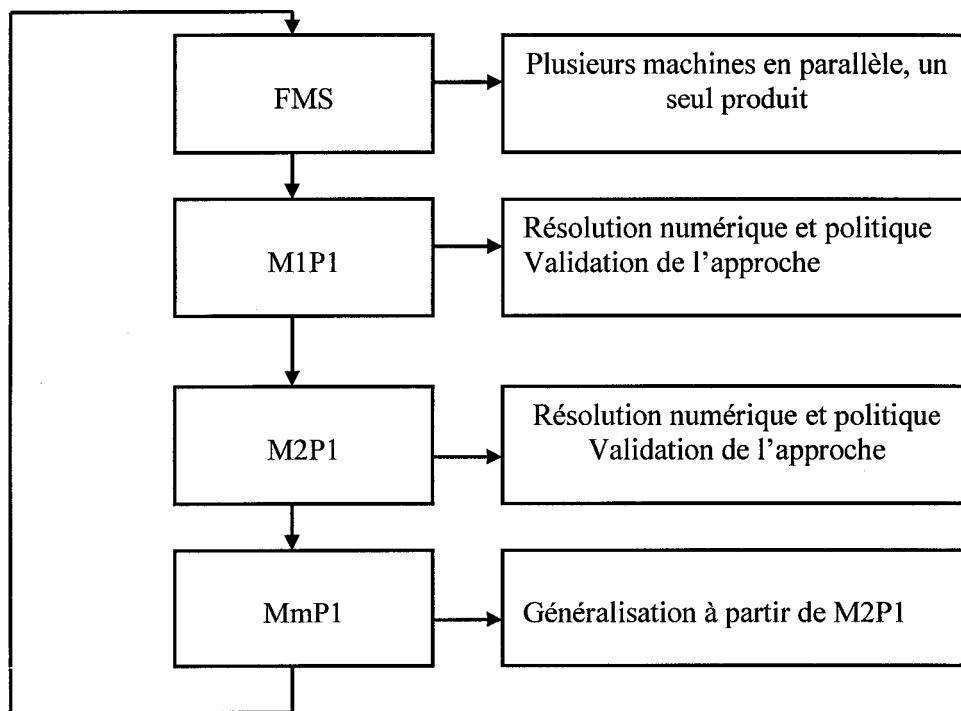 FMS
Plusieurs machines en parallèle, un
seul produit
M1P1
Résolution numérique et politique
Validation de l'approche
M2P1
Résolution numérique et politique
Validation de l'approche
MmP1
Généralisation à partir de M2P1